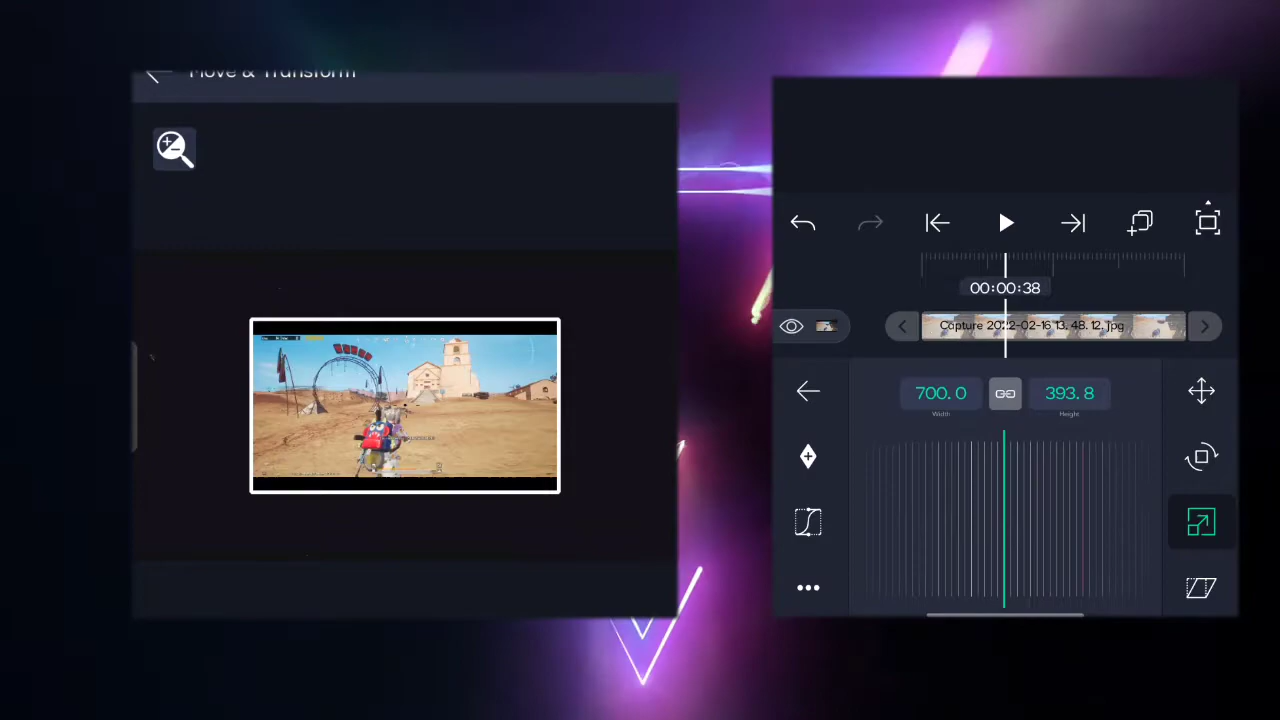 Move & Transform
00:00:38
Capture 2022-02-16 13. 48. 12. jpg
700.0
393.8
Width
Height